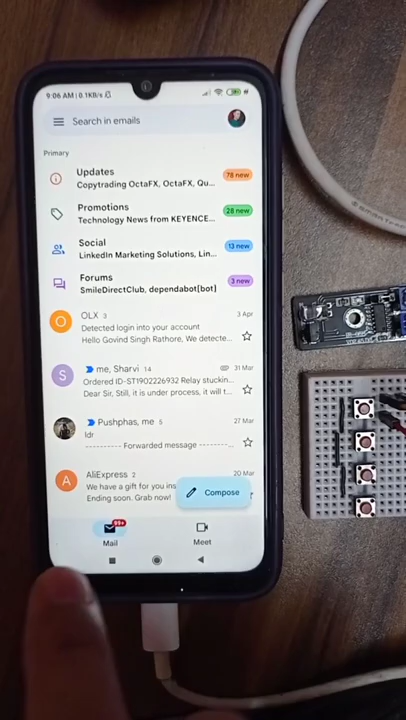 9:06 AM | 0.1KB/s
Search in emails
Primary
Updates
78 new
Copytrading OctaFX, OctaFX, Qu...
Promotions
28 new
Technology News from KEYENCE...
Social
13 new
LinkedIn Marketing Solutions, Lin...
Forums
3 new
SmileDirectClub, dependabot[bot]
O
OLX 3
3 Apr
Detected login into your account
Hello Govind Singh Rathore, We detecte...
S
me, Sharvi 14
31 Mar
Ordered ID-ST1902226932 Relay stuckin...
Dear Sir, Still, it is under process, it will t...
Pushphas, me 5
27 Mar
ldr
---------- Forwarded message --------...
A
AliExpress 2
20 Mar
We have a gift for you ins
Ending soon. Grab now!
Compose
99+
Mail
Meet